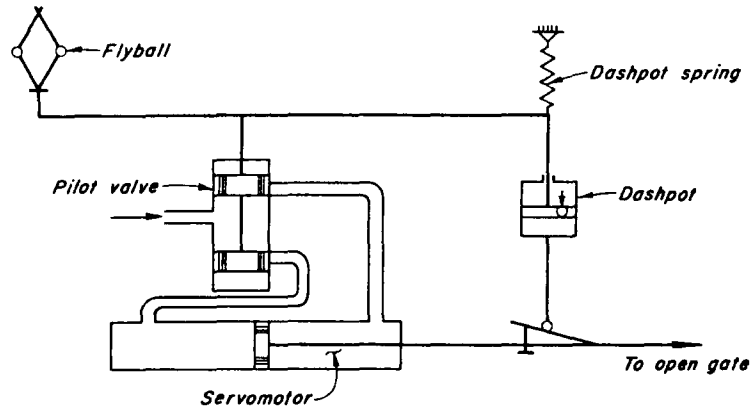 Flyball
Dashpot spring
Pilot valve
Dashpot
To open gate
Servomotor